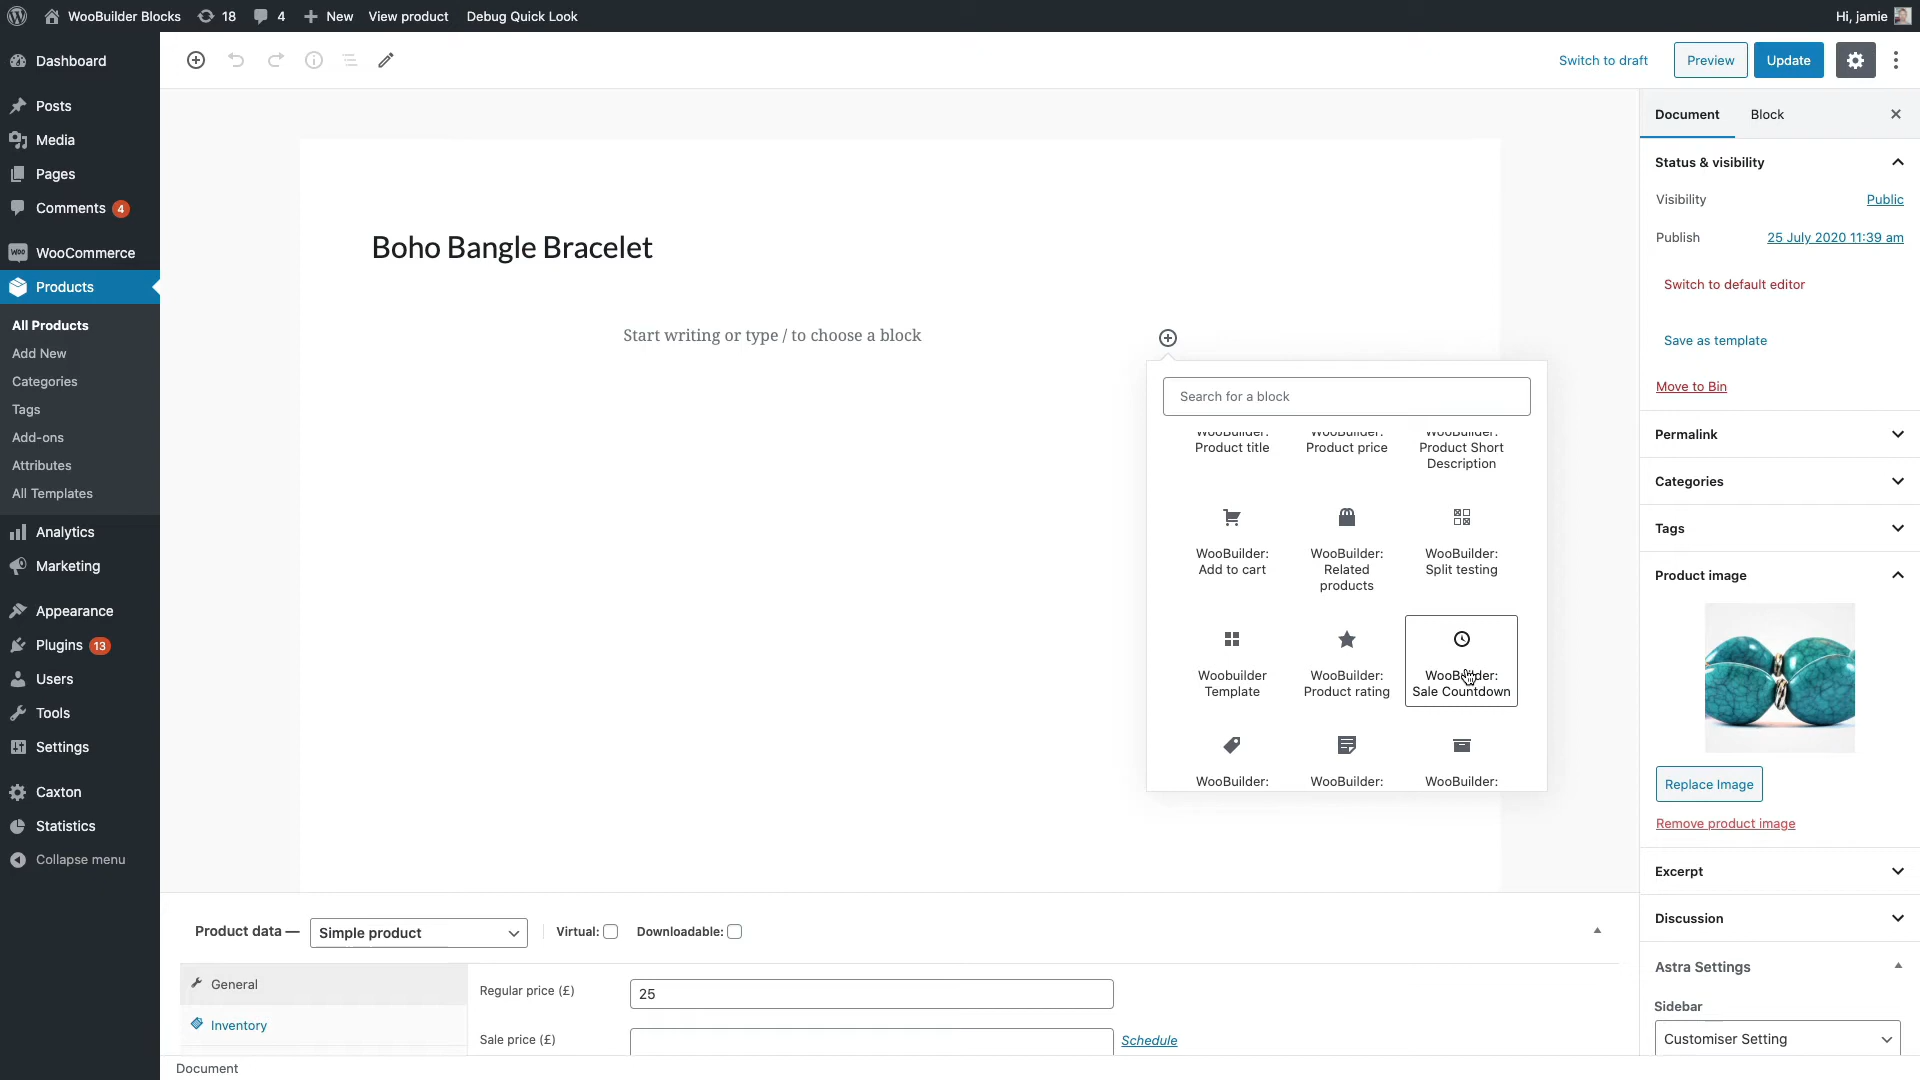 WooBuilder Blocks 18 4 New View product Debug Quick Look Hi, jamie
Dashboard
Posts
Media
Pages
Comments 4
WooCommerce
Products
All Products
Add New
Categories
Tags
Add-ons
Attributes
All Templates
Analytics
Marketing
Appearance
Plugins 13
Users
Tools
Settings
Caxton
Statistics
Collapse menu
Switch to draft Preview Update
Boho Bangle Bracelet
Start writing or type / to choose a block
Search for a block
WooBuilder: WooBuilder: WooBuilder:
Product title Product price Product Short
Description
WooBuilder: WooBuilder: WooBuilder:
Add to cart Related Split testing
products
Woobuilder WooBuilder: WooBuilder:
Template Product rating Sale Countdown
WooBuilder: WooBuilder: WooBuilder:
Product data — Simple product Virtual: Downloadable:
General
Inventory
Regular price (£) 25
Sale price (£) Schedule
Document
Document Block
Status & visibility
Visibility Public
Publish 25 July 2020 11:39 am
Switch to default editor
Save as template
Move to Bin
Permalink
Categories
Tags
Product image
Replace Image
Remove product image
Excerpt
Discussion
Astra Settings
Sidebar
Customiser Setting